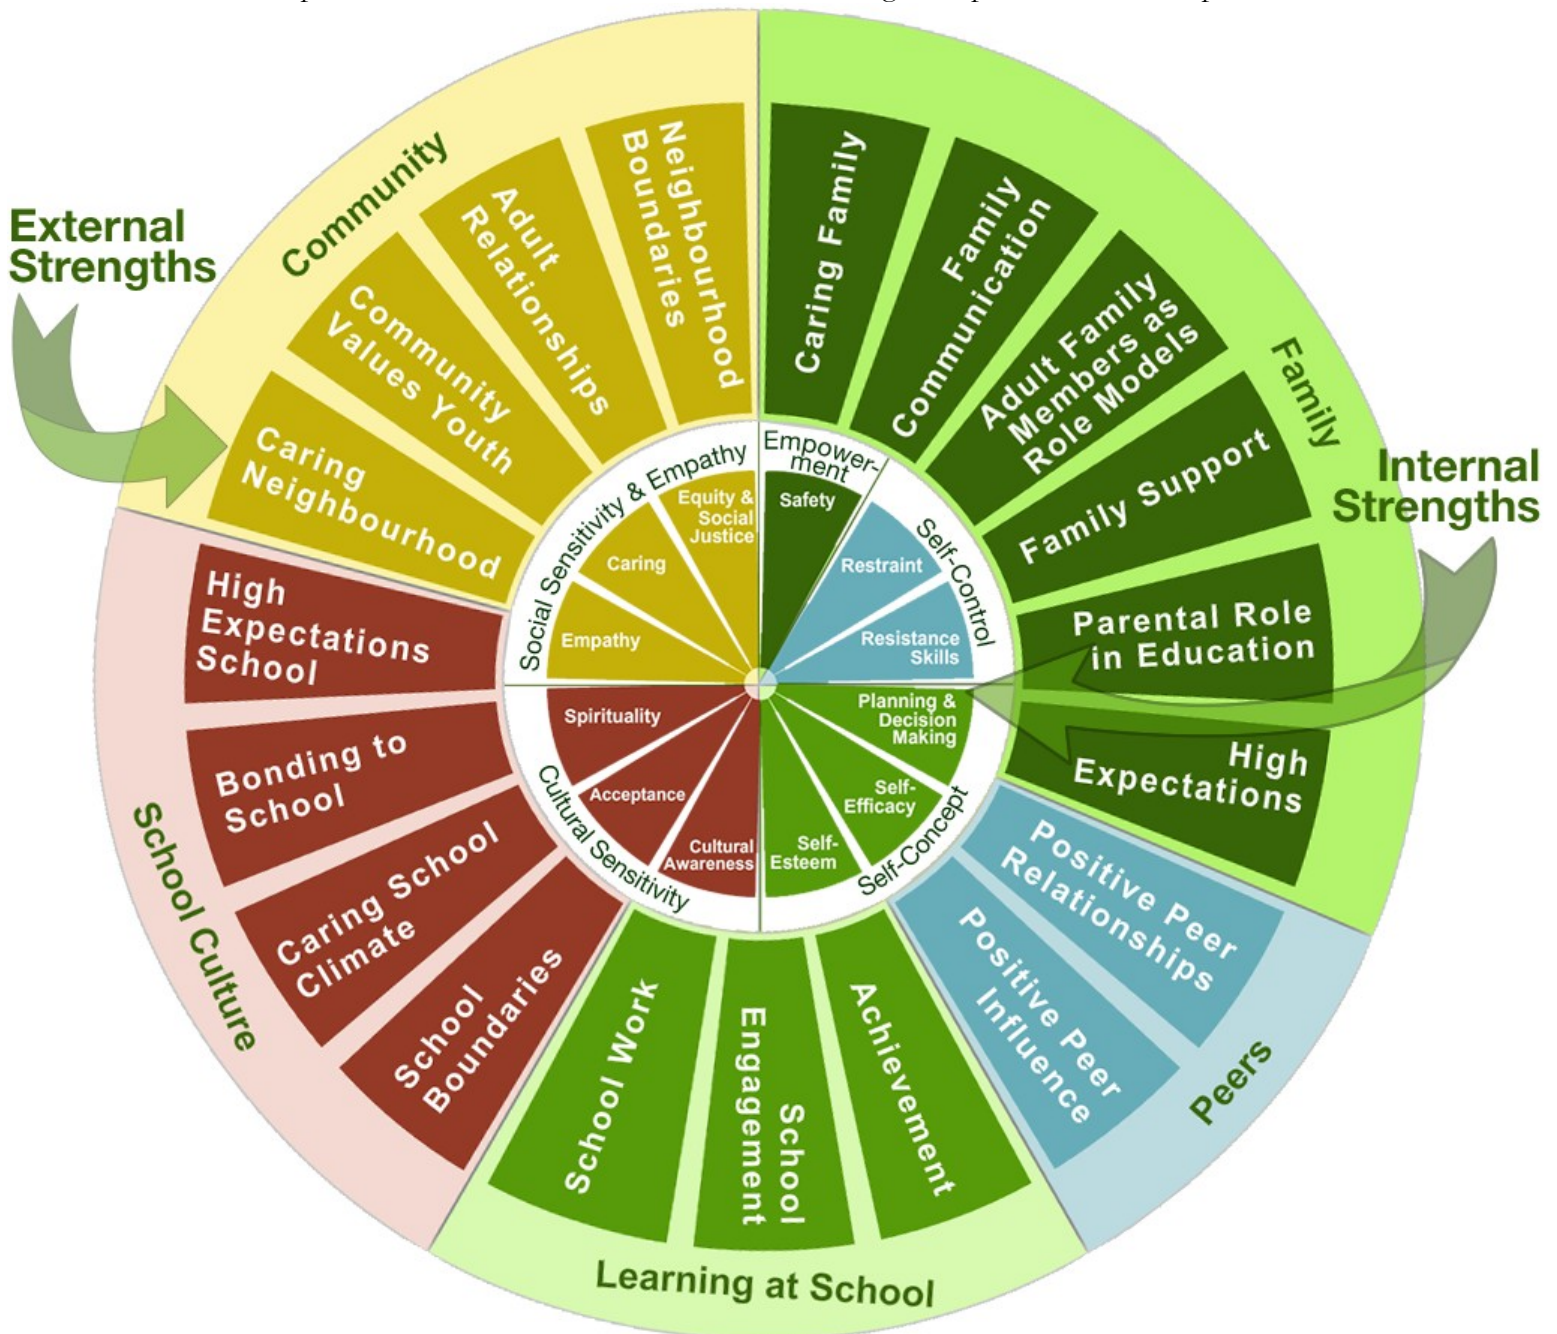 External
Strengths
Internal
Strengths
Community
Caring
Neighbourhood
Community
Values Youth
Adult
Relationships
Neighbourhood
Boundaries
Family
Caring Family
Family
Communication
Adult Family
Members as
Role Models
Family Support
Parental Role
in Education
High
Expectations
Peers
Positive Peer
Relationships
Positive Peer
Influence
Learning at School
Achievement
School
Engagement
School Work
School Culture
School
Boundaries
Caring School
Climate
Bonding to
School
High
Expectations
School
Social Sensitivity & Empathy
Empathy
Caring
Equity &
Social
Justice
Empower-
ment
Safety
Self-Control
Restraint
Resistance
Skills
Self-Concept
Planning &
Decision
Making
Self-
Efficacy
Self-
Esteem
Cultural Sensitivity
Cultural
Awareness
Acceptance
Spirituality